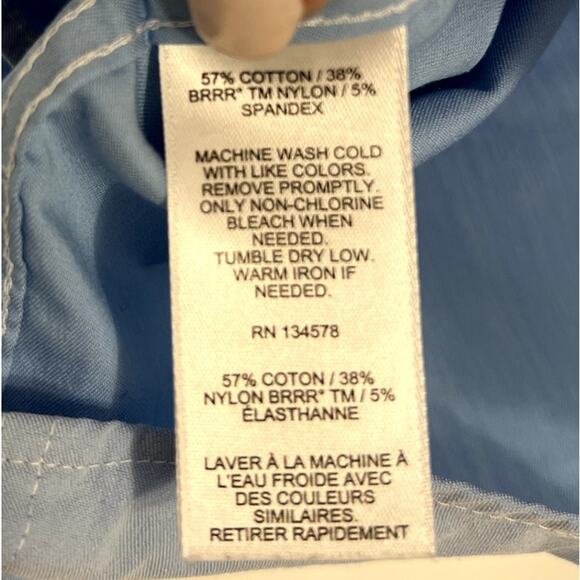 57% COTTON / 38%
BRRR° TM NYLON / 5%
SPANDEX
MACHINE WASH COLD
WITH LIKE COLORS.
REMOVE PROMPTLY.
ONLY NON-CHLORINE
BLEACH WHEN
NEEDED.
TUMBLE DRY LOW.
WARM IRON IF
NEEDED.
RN 134578
57% COTON / 38%
NYLON BRRR° TM / 5%
ÉLASTHANNE
LAVER À LA MACHINE À
L'EAU FROIDE AVEC
DES COULEURS
SIMILAIRES.
RETIRER RAPIDEMENT